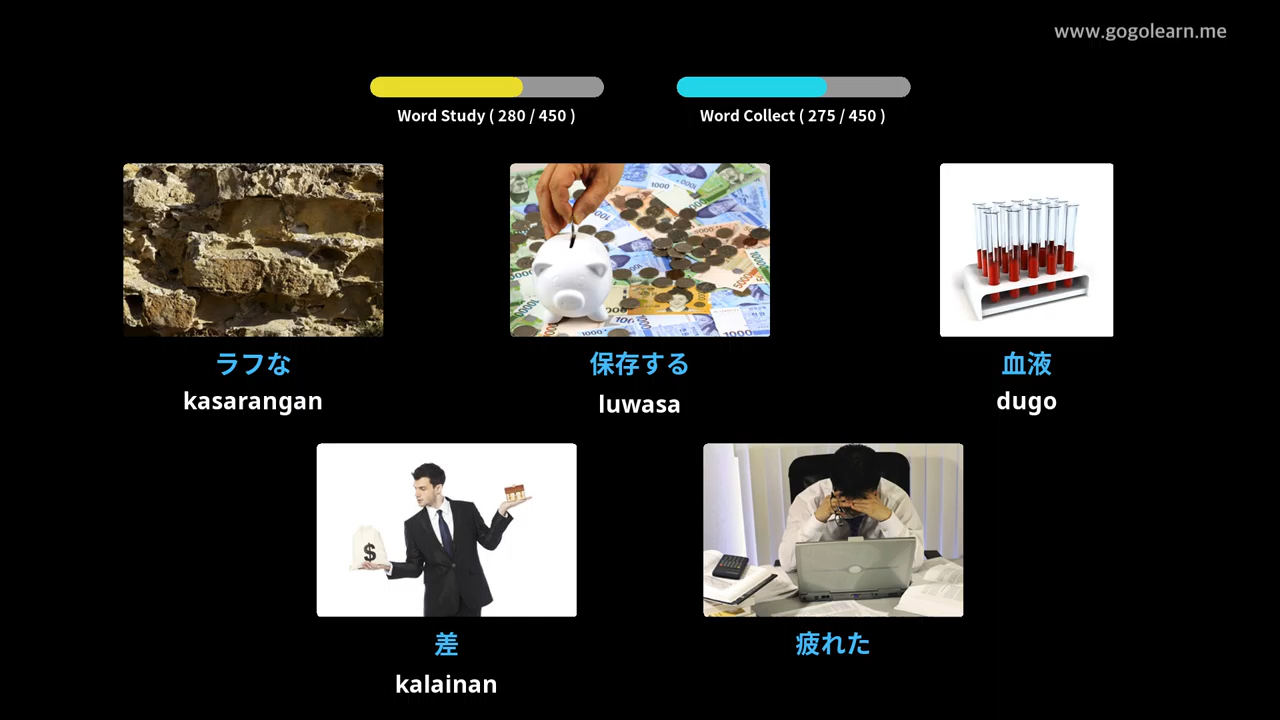 www.gogolearn.me
Word Study ( 280 / 450 )
Word Collect ( 275 / 450 )
ラフな
kasarangan
保存する
luwasa
血液
dugo
差
kalainan
疲れた